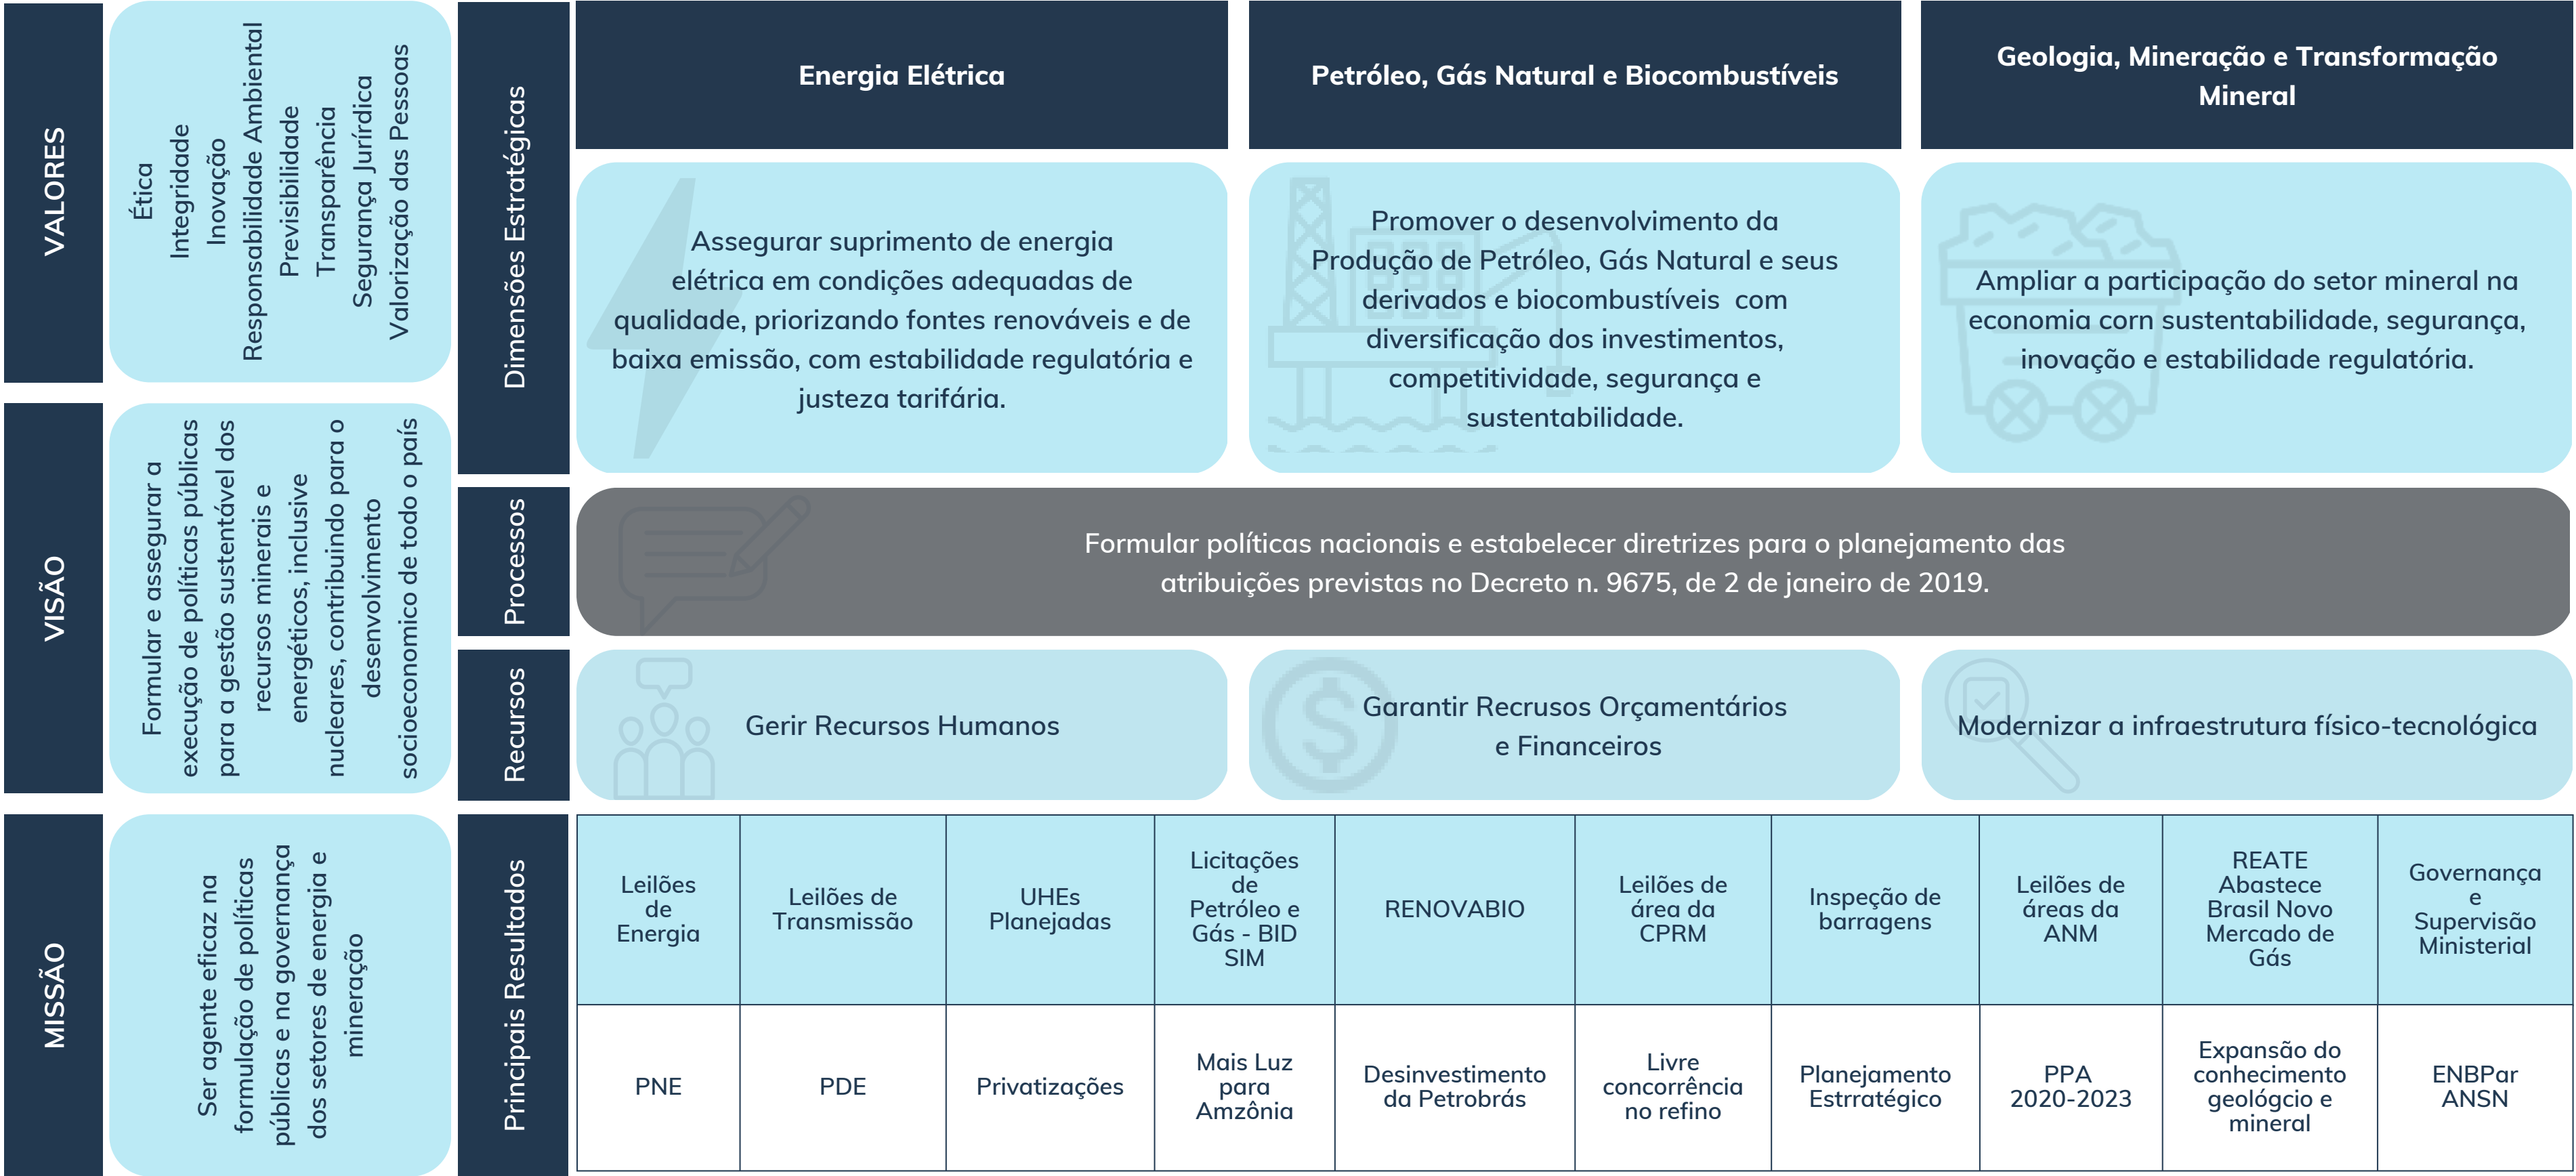 VALORES
Ética
Integridade
Inovação
Responsabilidade Ambiental
Previsibilidade
Transparência
Segurança Jurírdica
Valorização das Pessoas
VISÃO
Formular e assegurar a
execução de políticas públicas
para a gestão sustentável dos
recursos minerais e
energéticos, inclusive
nucleares, contribuindo para o
desenvolvimento
socioeconomico de todo o país
MISSÃO
Ser agente eficaz na
formulação de políticas
públicas e na governança
dos setores de energia e
mineração
Dimensões Estratégicas
Energia Elétrica
Assegurar suprimento de energia
elétrica em condições adequadas de
qualidade, priorizando fontes renováveis e de
baixa emissão, com estabilidade regulatória e
justeza tarifária.
Petróleo, Gás Natural e Biocombustíveis
Promover o desenvolvimento da
Produção de Petróleo, Gás Natural e seus
derivados e biocombustíveis com
diversificação dos investimentos,
competitividade, segurança e
sustentabilidade.
Geologia, Mineração e Transformação
Mineral
Ampliar a participação do setor mineral na
economia corn sustentabilidade, segurança,
inovação e estabilidade regulatória.
Processos
Formular políticas nacionais e estabelecer diretrizes para o planejamento das
atribuições previstas no Decreto n. 9675, de 2 de janeiro de 2019.
Recursos
Gerir Recursos Humanos
Garantir Recrusos Orçamentários
e Financeiros
Modernizar a infraestrutura físico-tecnológica
Principais Resultados
Leilões
de
Energia
Leilões de
Transmissão
UHEs
Planejadas
Licitações
de
Petróleo e
Gás - BID
SIM
RENOVABIO
Leilões de
área da
CPRM
Inspeção de
barragens
Leilões de
áreas da
ANM
REATE
Abastece
Brasil Novo
Mercado de
Gás
Governança
e
Supervisão
Ministerial
PNE
PDE
Privatizações
Mais Luz
para
Amzônia
Desinvestimento
da Petrobrás
Livre
concorrência
no refino
Planejamento
Estrratégico
PPA
2020-2023
Expansão do
conhecimento
geológcio e
mineral
ENBPar
ANSN